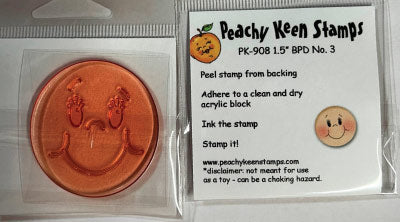 Peachy Keen Stamps
PK-908 1.5" BPD No. 3
Peel stamp from backing
Adhere to a clean and dry
acrylic block
Ink the stamp
Stamp it!
www.peachykeenstamps.com
*disclaimer: not meant for use
as a toy - can be a choking hazard.